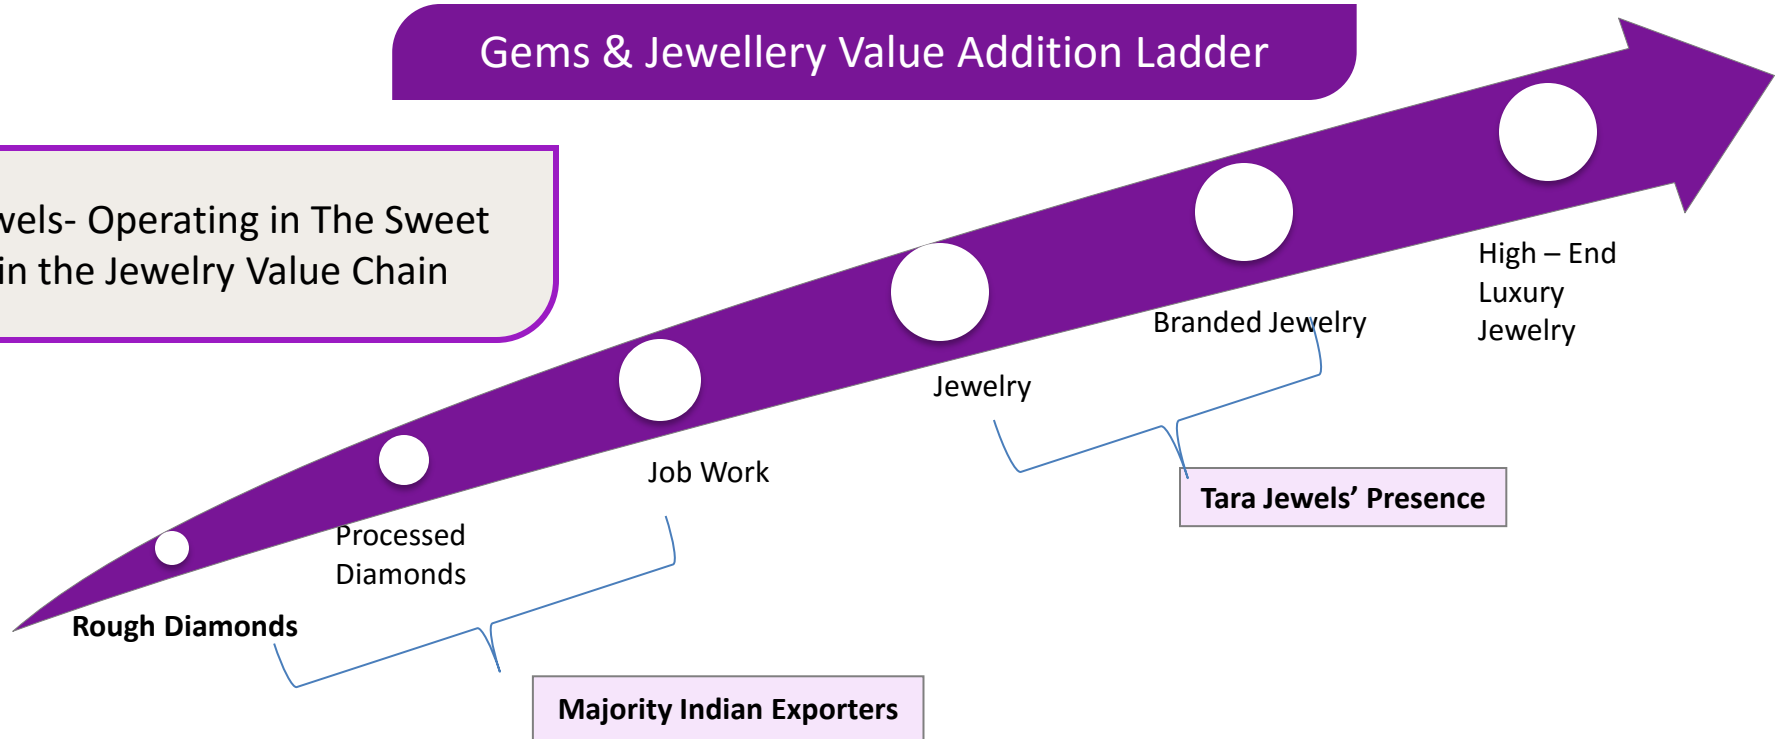 Gems & Jewellery Value Addition Ladder
Operating in The Sweet
in the Jewelry Value Chain
High – End
Luxury
Jewelry
Branded Jewelry
Jewelry
Tara Jewels’ Presence
Job Work
Processed
Diamonds
Rough Diamonds
Majority Indian Exporters